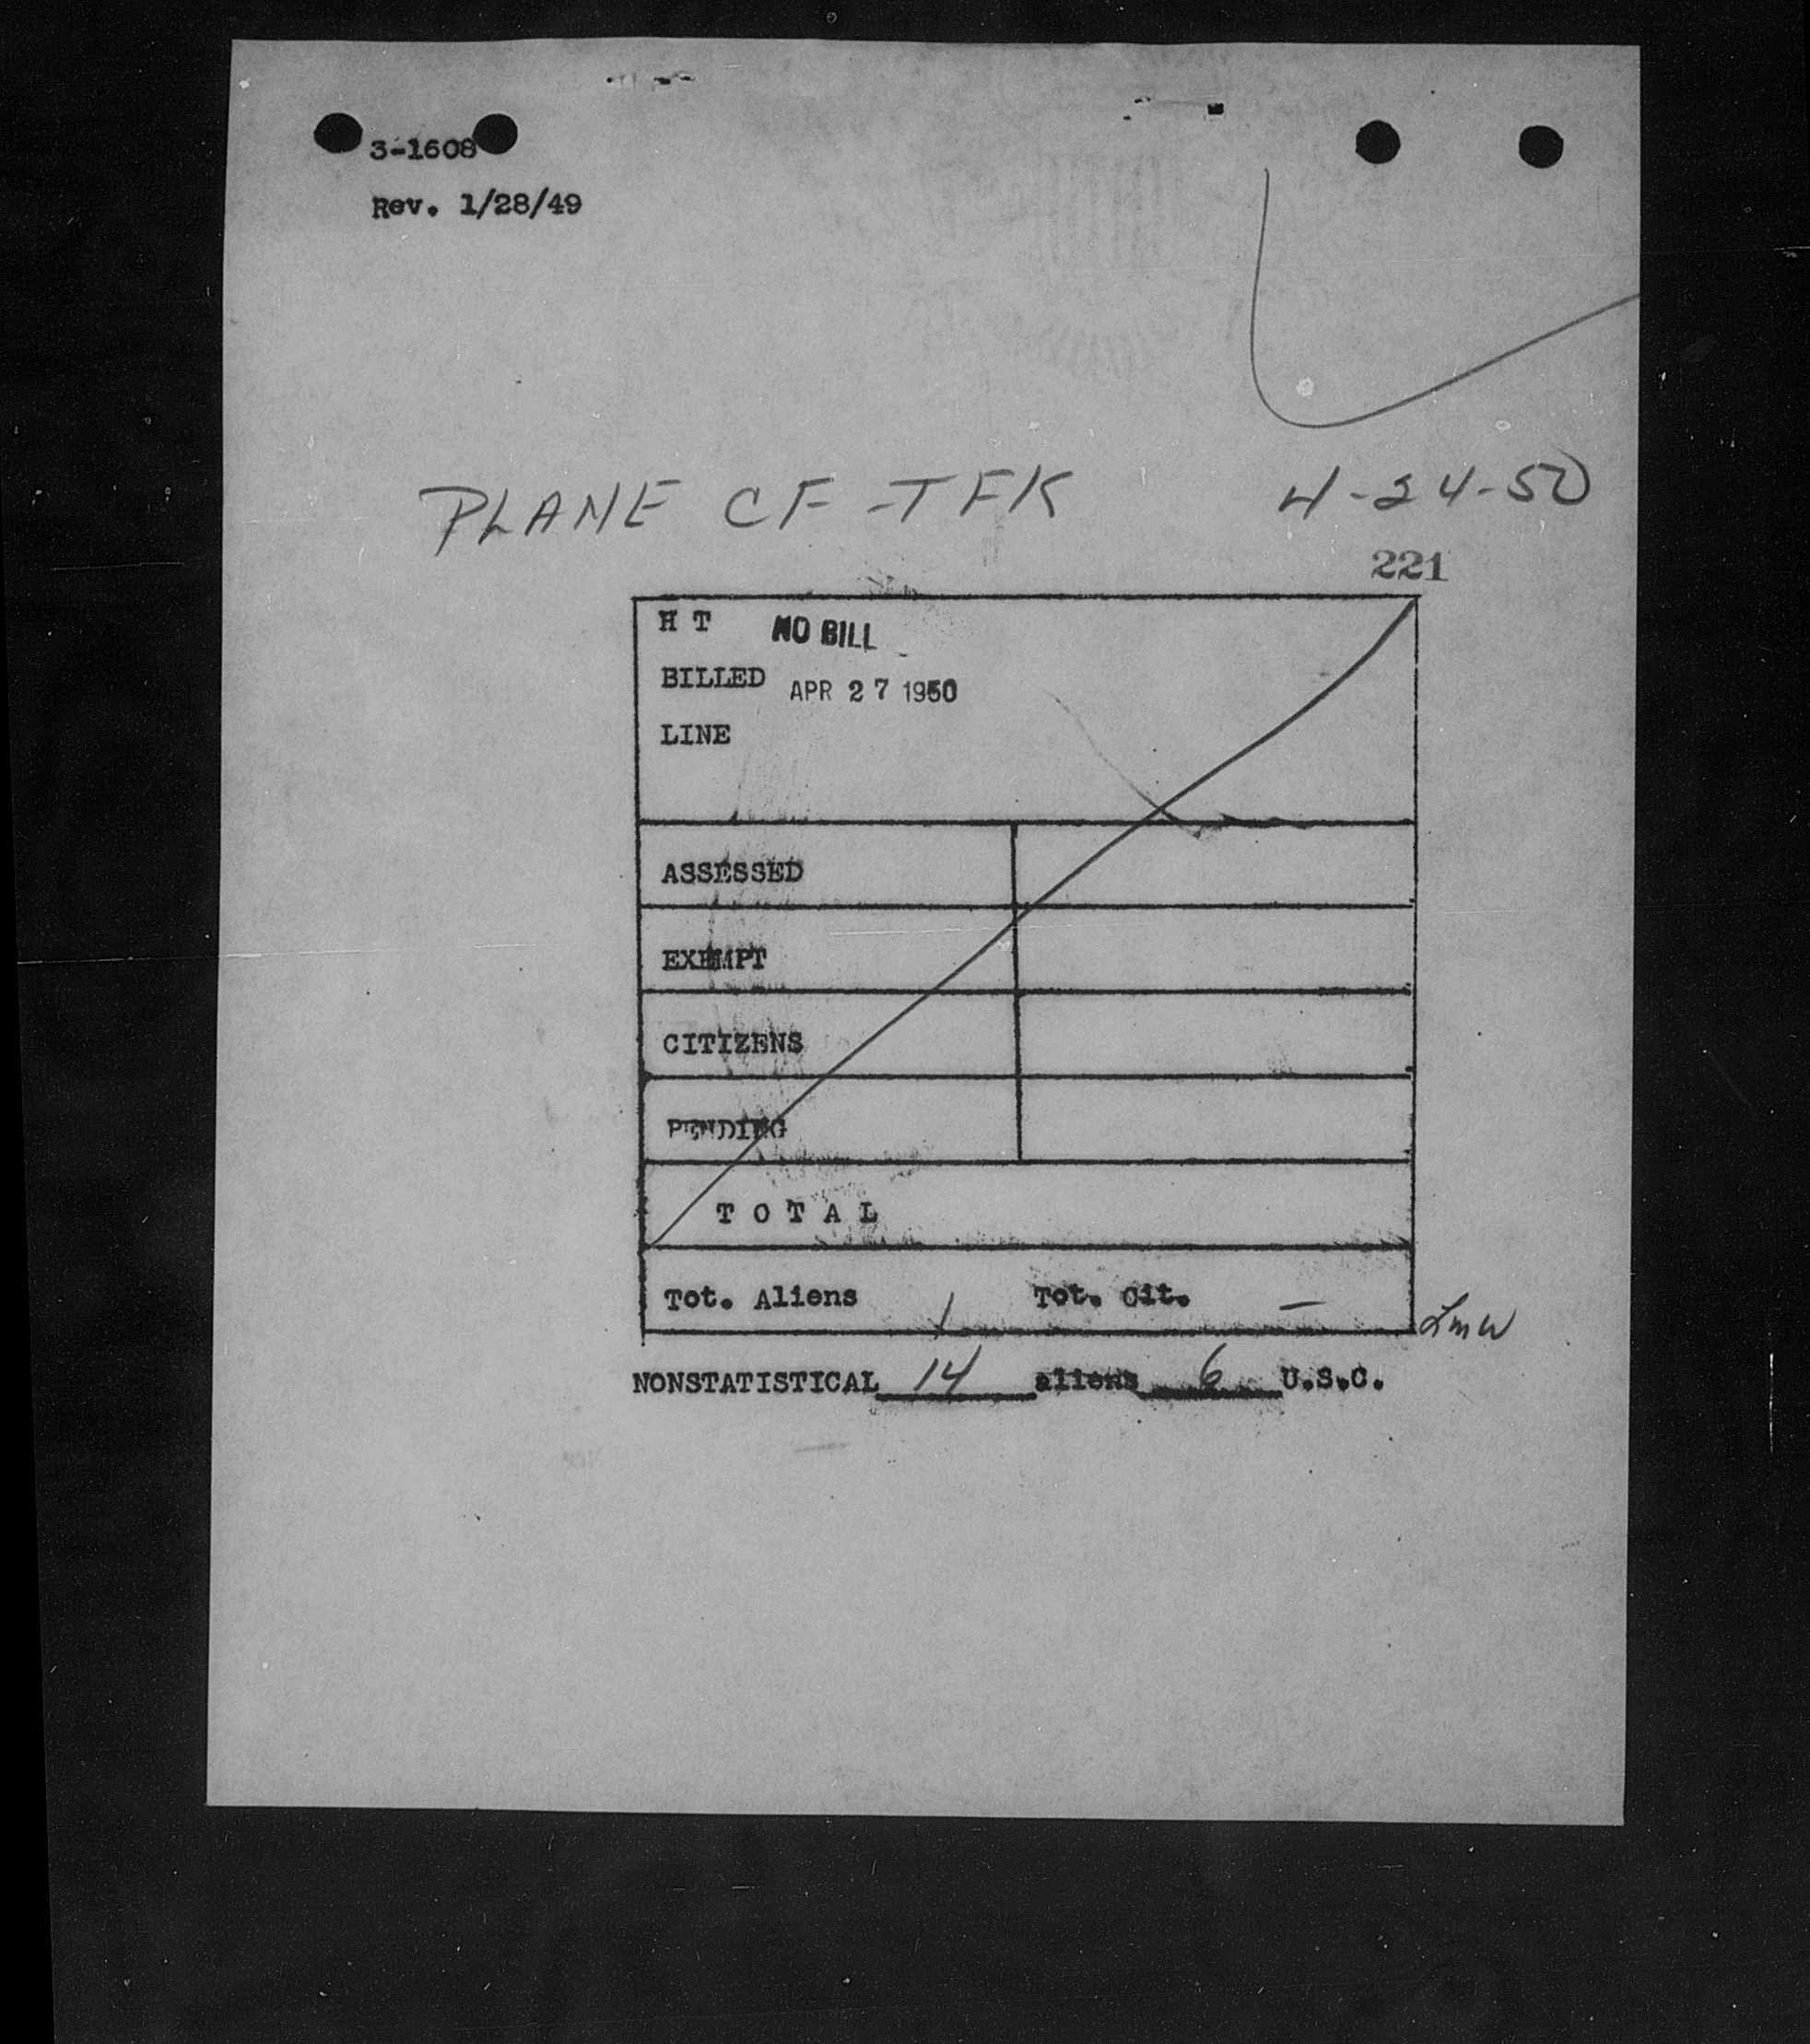 3-1608
Rev. 1/28/49
PLANE CF-TFK 4-24-50
221
H T NO BILL
BILLED APR 27 1950
LINE
ASSESSED
EXEMPT
CITIZENS
PENDING
T O T A L
Tot. Aliens 1 Tot. Cit. —
LMW
NONSTATISTICAL 14 aliens 6 U.S.C.